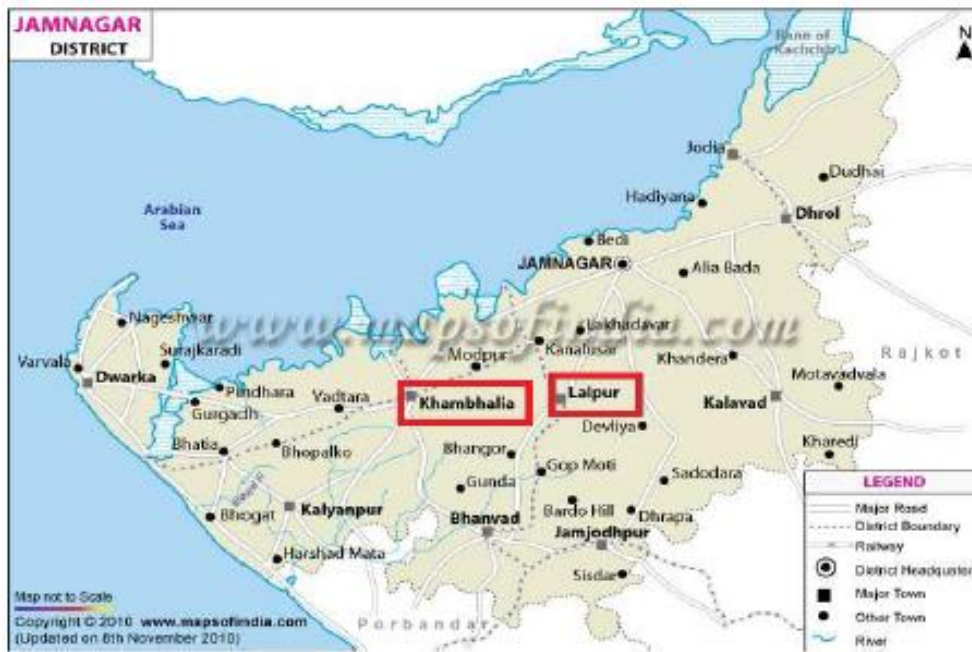 JAMNAGAR
DISTRICT
N
Rann of
Kachchh
Jodia
Dudhai
Hadiyana
Dhrol
Arabian
Sea
Bedi
JAMNAGAR
Alia Bada
Nageshwar
www.mapsofindia.com
Lakhadavar
Surajkaradi
Modpur
Kanalusar
Khandera
Rajkot
Varvala
Dwarka
Pindhara
Vadtara
Khambhalia
Lalpur
Motavadvala
Gurgadh
Kalavad
Devliya
Bhatia
Bhopalko
Bhangor
Kharedi
Gop Moti
Gunda
Sadodara
Bhogat
Kalyanpur
Bardo Hill
Dhrapa
Bhanvad
Jamjodhpur
Harshad Mata
Sisdar
Porbandar
LEGEND
Major Road
District Boundary
Railway
District Headquater
Major Town
Other Town
River
Map not to Scale
Copyright © 2010 www.mapsofindia.com
(Updated on 8th November 2010)